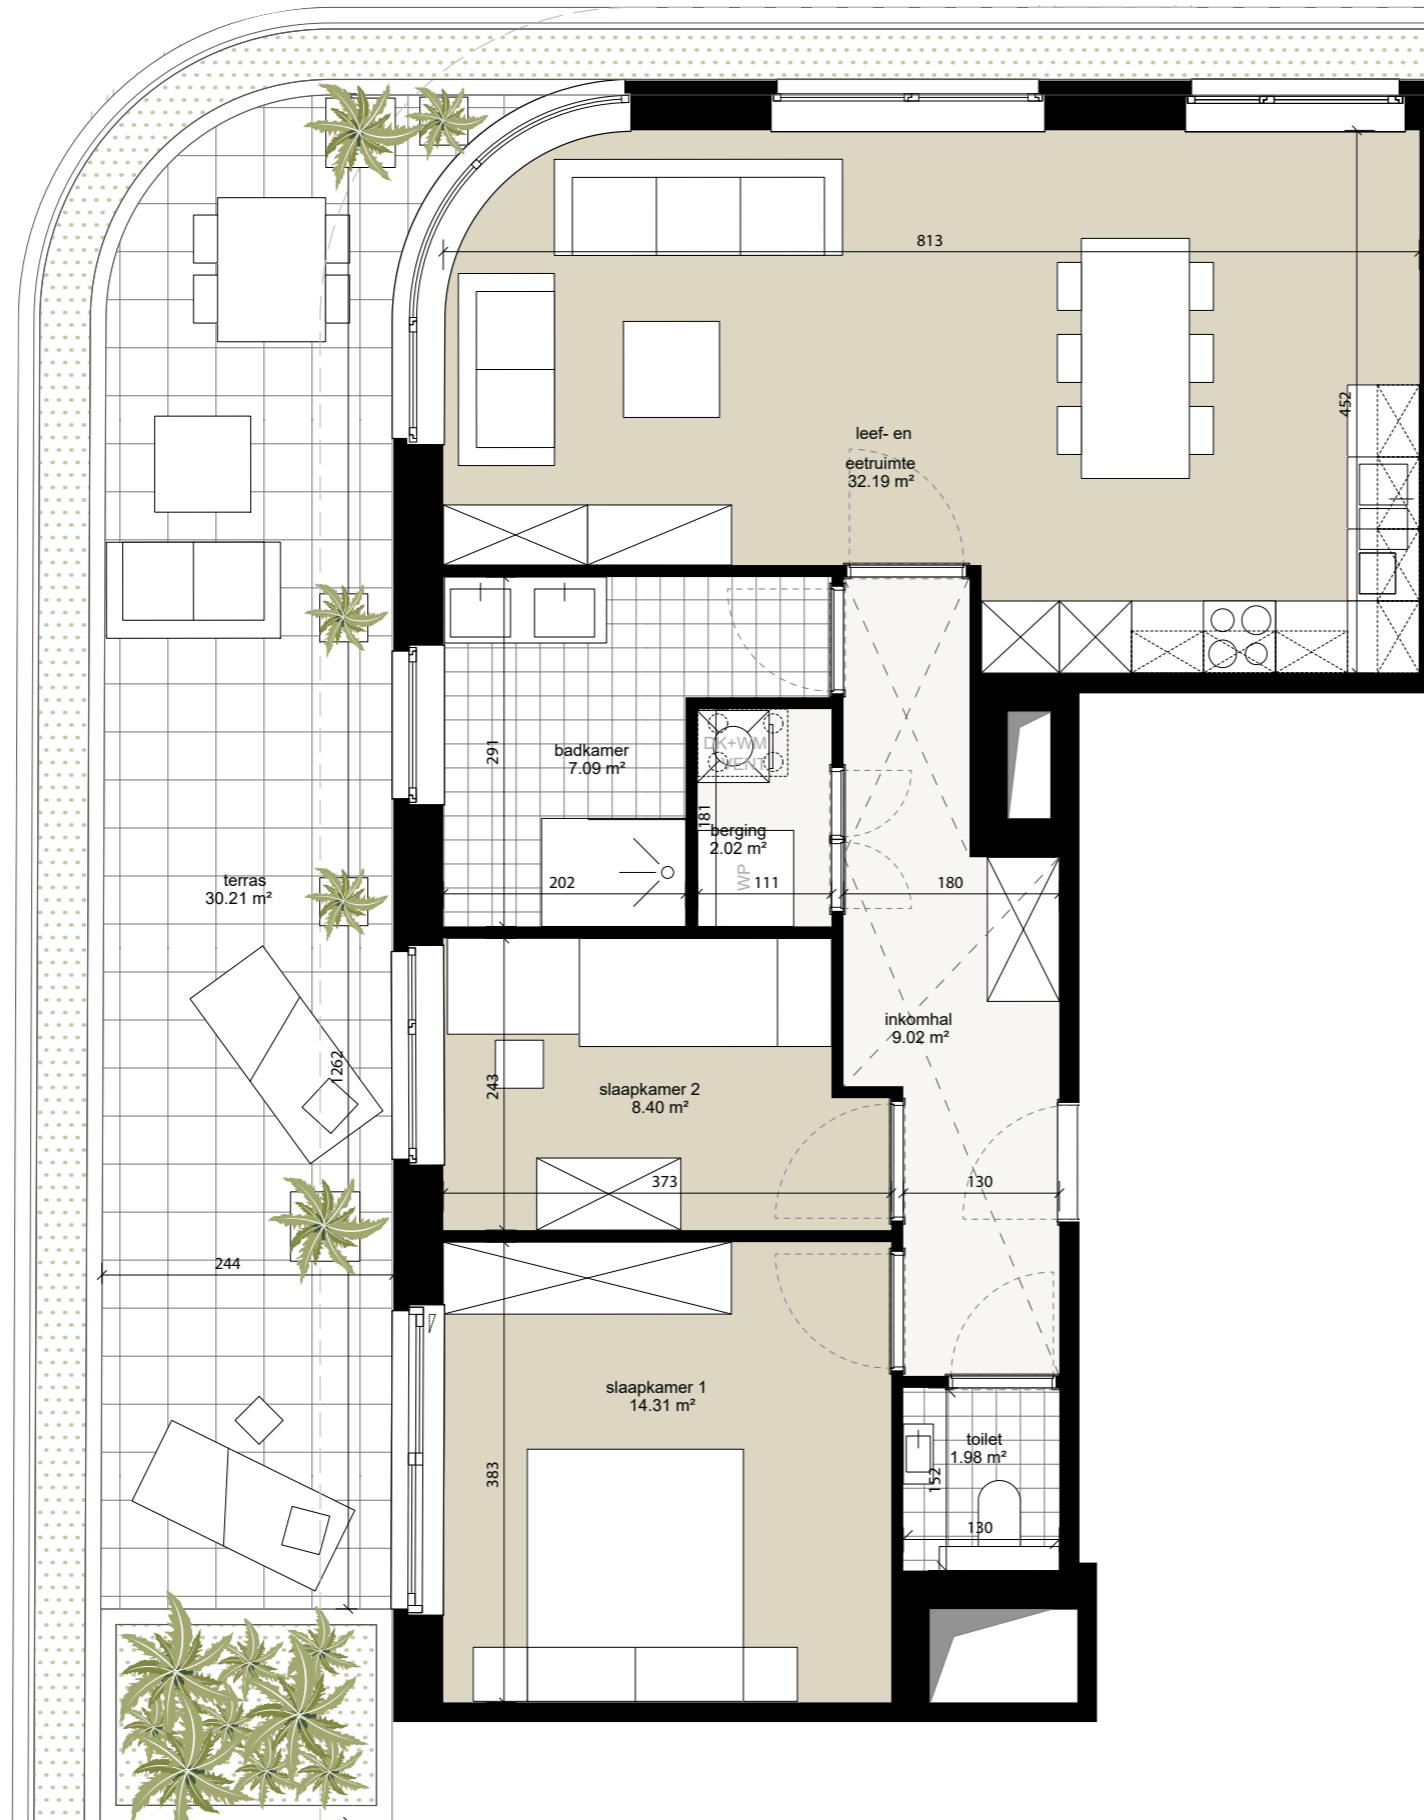 813
452
leef- en
eetruimte
32.19 m²
291
badkamer
7.09 m²
DK+WM
VENT
181
berging
2.02 m²
WP
202
111
180
terras
30.21 m²
inkomhal
9.02 m²
1262
243
slaapkamer 2
8.40 m²
373
130
244
slaapkamer 1
14.31 m²
383
toilet
1.98 m²
152
130